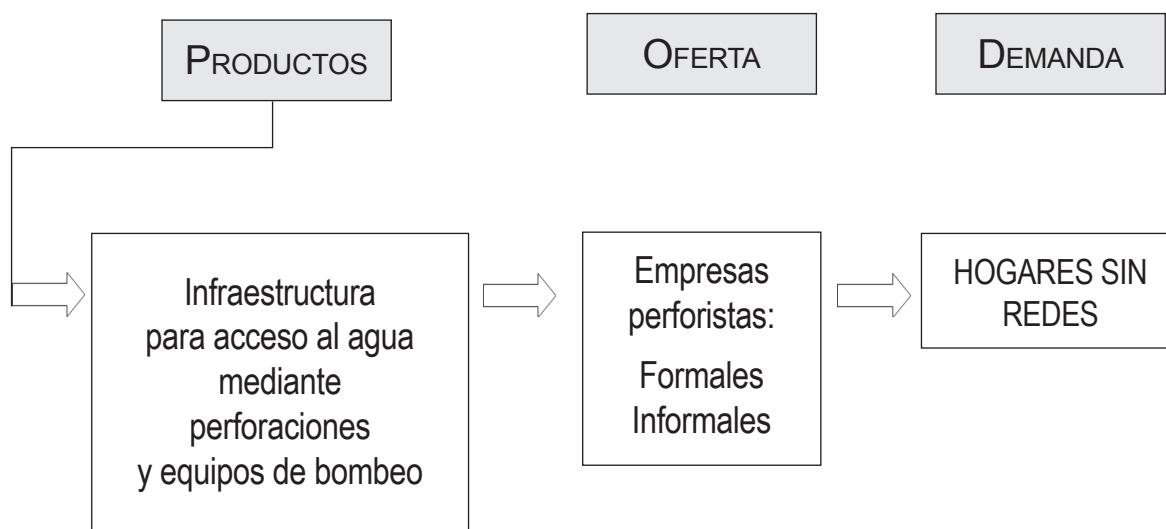 PRODUCTOS
OFERTA
DEMANDA
Infraestructura
para acceso al agua
mediante
perforaciones
y equipos de bombeo
Empresas
perforistas:
Formales
Informales
HOGARES SIN
REDES